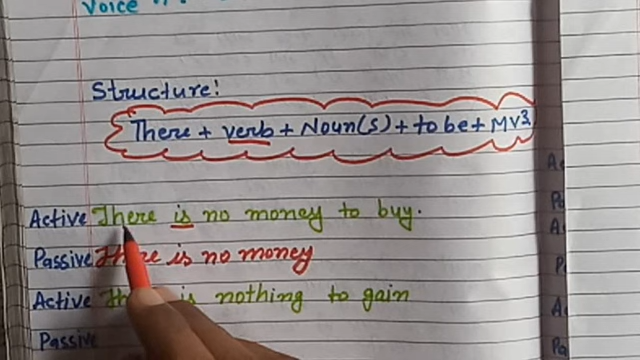 Voice
Structure:
There + verb + Noun(s) + to be + MV3
Active There is no money to buy.
Passive There is no money
Active is nothing to gain
Passive